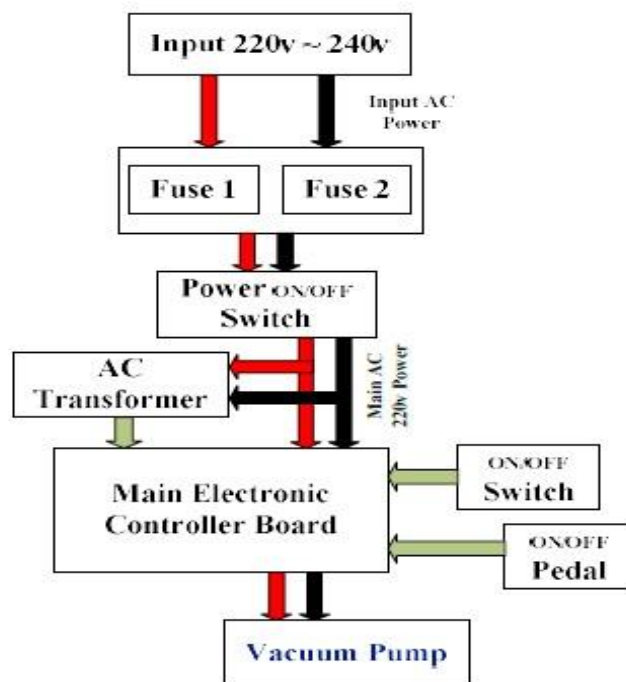 Input 220v ~ 240v
Input AC
Power
Fuse 1
Fuse 2
Power ON/OFF
Switch
AC
Transformer
Main AC
220v Power
Main Electronic
Controller Board
ON/OFF
Switch
ON/OFF
Pedal
Vacuum Pump